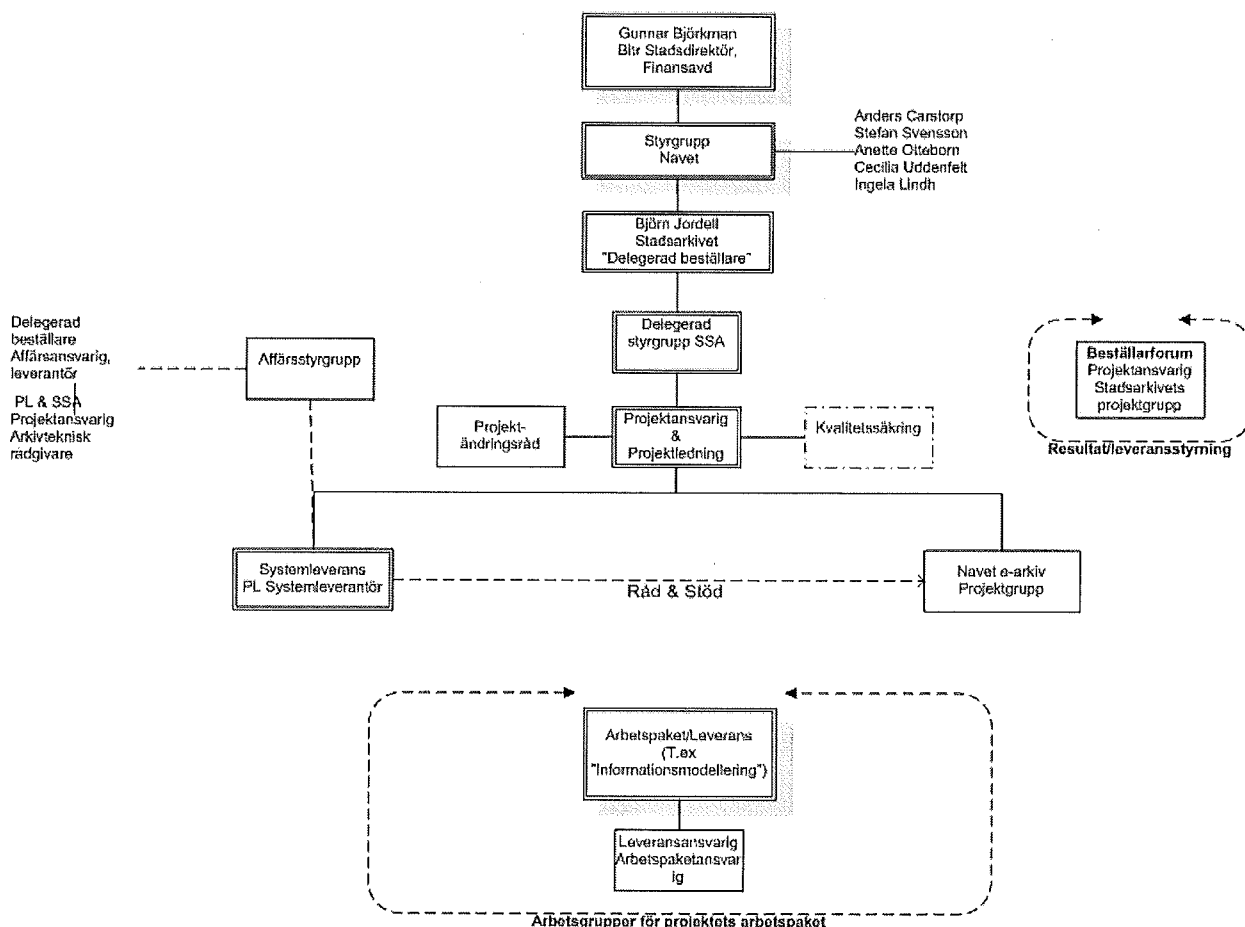 Gunnar Björkman
Bitr Stadsdirektör,
Finansavd
Styrgrupp
Navet
Anders Carstorp
Stefan Svensson
Anette Otteborn
Cecilia Uddenfelt
Ingela Lindh
Björn Jordell
Stadsarkivet
"Delegerad beställare"
Delegerad
styrgrupp SSA
Delegerad
beställare
Affärsansvarig,
leverantör
PL & SSA
Projektansvarig
Arkivteknisk
rådgivare
Affärsstyrgrupp
Beställarforum
Projektansvarig
Stadsarkivets
projektgrupp
Resultat/leveransstyrning
Projekt-
ändringsråd
Projektansvarig
&
Projektledning
Kvalitetssäkring
Systemleverans
PL Systemleverantör
Råd & Stöd
Navet e-arkiv
Projektgrupp
Arbetspaket/Leverans
(T.ex
"Informationsmodellering")
Leveransansvarig
Arbetspaketansvar
ig
Arbetsgrupper för projektets arbetspaket